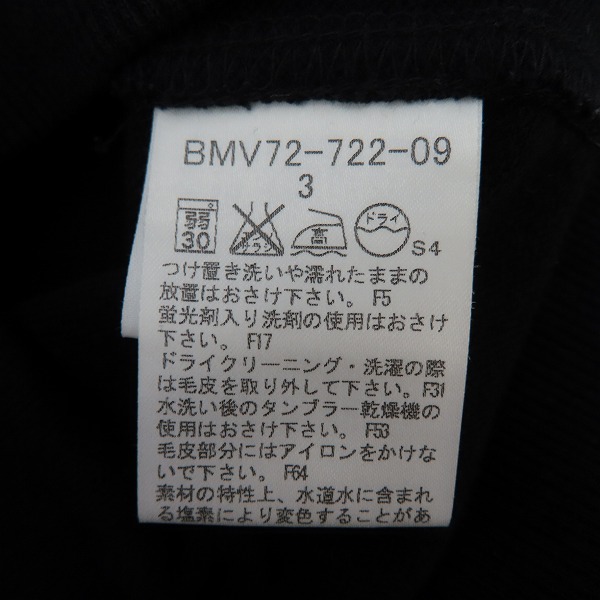 BMV72-722-09
3
弱
30
エンソ
サラシ
高
ドライ
S4
つけ置き洗いや濡れたままの
放置はおさけ下さい。 F5
蛍光剤入り洗剤の使用はおさけ
下さい。 F17
ドライクリーニング・洗濯の際
は毛皮を取り外して下さい。F31
水洗い後のタンブラー乾燥機の
使用はおさけ下さい。 F53
毛皮部分にはアイロンをかけな
いで下さい。 F64
素材の特性上、水道水に含まれ
る塩素により変色することがあ